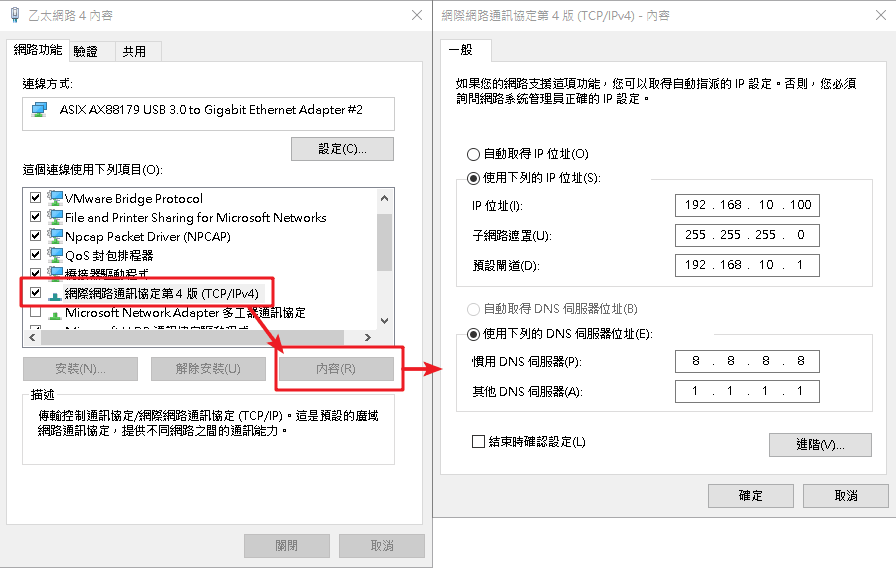 乙太網路 4 內容
網路功能 驗證 共用
連線方式:
ASIX AX88179 USB 3.0 to Gigabit Ethernet Adapter #2
設定(C)...
這個連線使用下列項目(O):
VMware Bridge Protocol
File and Printer Sharing for Microsoft Networks
Npcap Packet Driver (NPCAP)
QoS 封包排程器
橋接器驅動程式
網際網路通訊協定第 4 版 (TCP/IPv4)
Microsoft Network Adapter 多工器通訊協定
Microsoft LLDP 通訊協定驅動程式
安裝(N)...
解除安裝(U)
內容(R)
描述
傳輸控制通訊協定/網際網路通訊協定 (TCP/IP)。這是預設的廣域
網路通訊協定，提供不同網路之間的通訊能力。
關閉
取消
網際網路通訊協定第 4 版 (TCP/IPv4) - 內容
一般
如果您的網路支援這項功能，您可以取得自動指派的 IP 設定。否則，您必須
詢問網路系統管理員正確的 IP 設定。
自動取得 IP 位址(O)
使用下列的 IP 位址(S):
IP 位址(I): 192 . 168 . 10 . 100
子網路遮罩(U): 255 . 255 . 255 . 0
預設閘道(D): 192 . 168 . 10 . 1
自動取得 DNS 伺服器位址(B)
使用下列的 DNS 伺服器位址(E):
慣用 DNS 伺服器(P): 8 . 8 . 8 . 8
其他 DNS 伺服器(A): 1 . 1 . 1 . 1
結束時確認設定(L)
進階(V)...
確定
取消